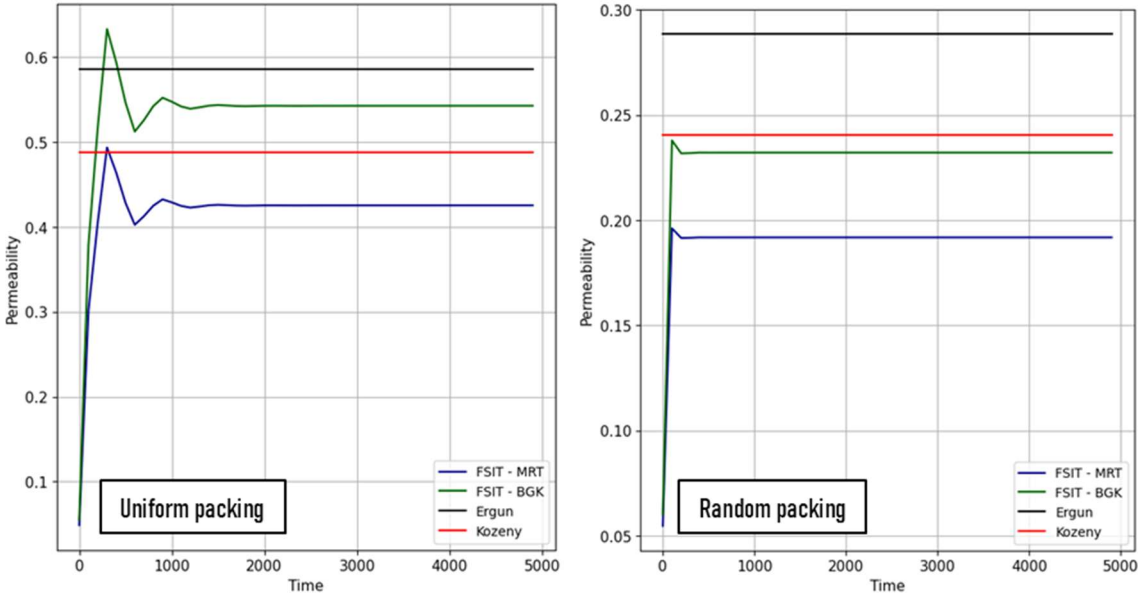 0.6
0.5
0.4
0.3
0.2
0.1
Permeability
0
1000
2000
3000
4000
5000
Time
Uniform packing
FSIT - MRT
FSIT - BGK
Ergun
Kozeny
0.30
0.25
0.20
0.15
0.10
0.05
Permeability
0
1000
2000
3000
4000
5000
Time
Random packing
FSIT - MRT
FSIT - BGK
Ergun
Kozeny